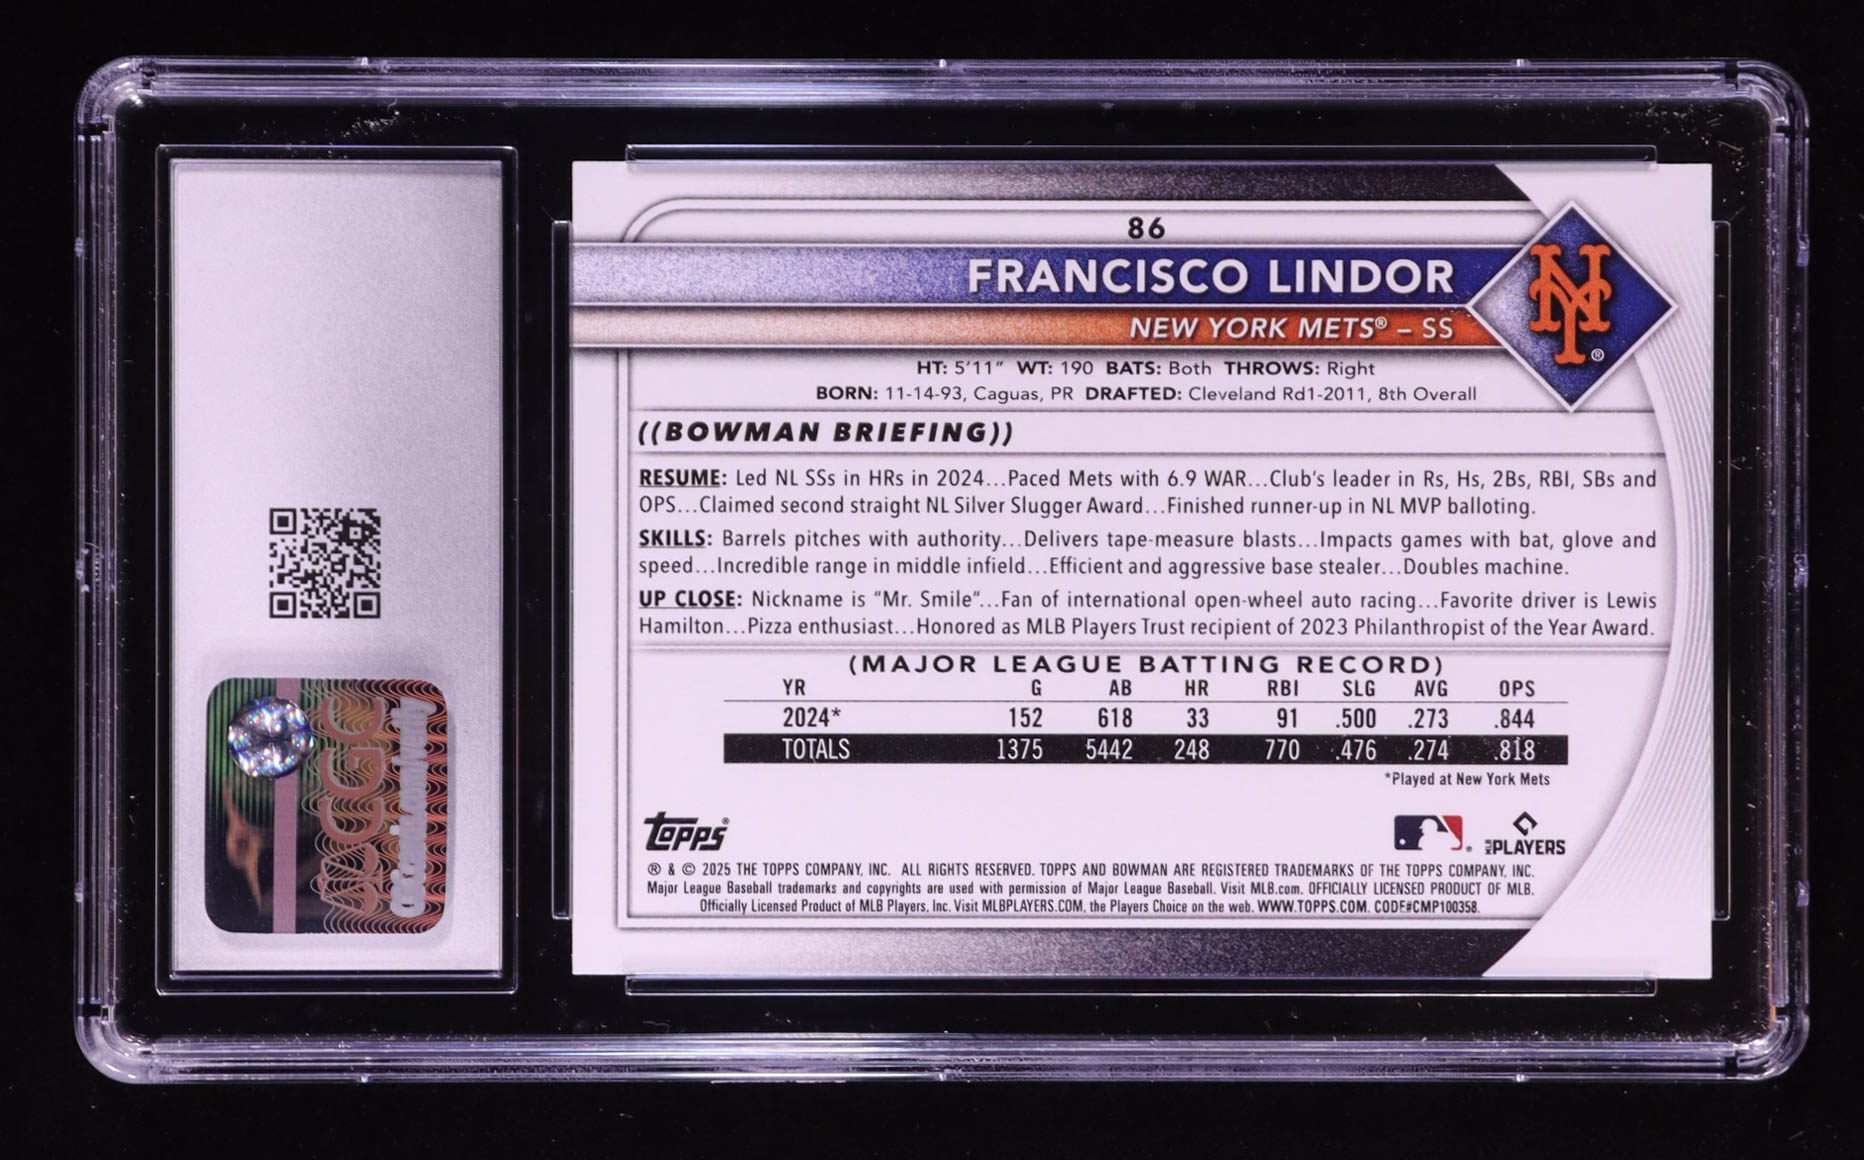 86
FRANCISCO LINDOR
NEW YORK METS® – SS
NY®
HT: 5'11" WT: 190 BATS: Both THROWS: Right
BORN: 11-14-93, Caguas, PR DRAFTED: Cleveland Rd1-2011, 8th Overall
((BOWMAN BRIEFING))
RESUME: Led NL SSs in HRs in 2024...Paced Mets with 6.9 WAR...Club's leader in Rs, Hs, 2Bs, RBI, SBs and
OPS...Claimed second straight NL Silver Slugger Award...Finished runner-up in NL MVP balloting.
SKILLS: Barrels pitches with authority...Delivers tape-measure blasts...Impacts games with bat, glove and
speed...Incredible range in middle infield...Efficient and aggressive base stealer...Doubles machine.
UP CLOSE: Nickname is "Mr. Smile"...Fan of international open-wheel auto racing...Favorite driver is Lewis
Hamilton...Pizza enthusiast...Honored as MLB Players Trust recipient of 2023 Philanthropist of the Year Award.
(MAJOR LEAGUE BATTING RECORD)
YR G AB HR RBI SLG AVG OPS
2024* 152 618 33 91 .500 .273 .844
TOTALS 1375 5442 248 770 .476 .274 .818
*Played at New York Mets
Topps®
MLB PLAYERS
® & © 2025 THE TOPPS COMPANY, INC. ALL RIGHTS RESERVED. TOPPS AND BOWMAN ARE REGISTERED TRADEMARKS OF THE TOPPS COMPANY, INC.
Major League Baseball trademarks and copyrights are used with permission of Major League Baseball. Visit MLB.com. OFFICIALLY LICENSED PRODUCT OF MLB.
Officially Licensed Product of MLB Players, Inc. Visit MLBPLAYERS.COM, the Players Choice on the web. WWW.TOPPS.COM. CODE#CMP100358.
CGC